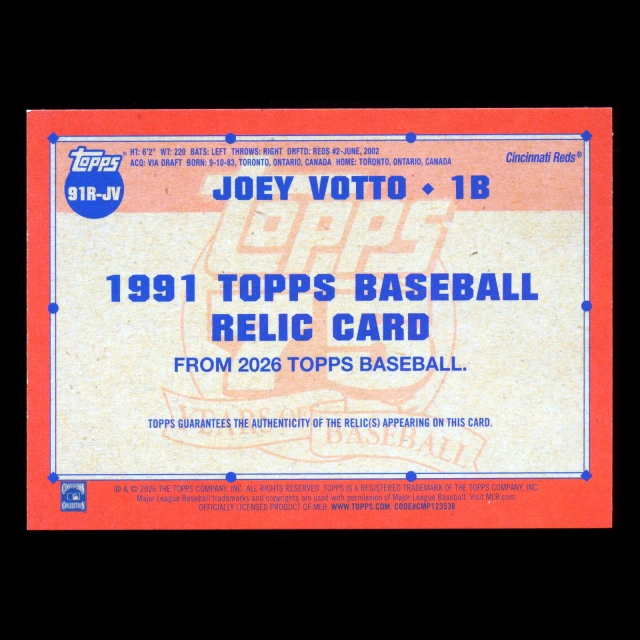 Topps
® HT: 6'2" WT: 220 BATS: LEFT THROWS: RIGHT DRFTD: REDS #2-JUNE, 2002
ACQ: VIA DRAFT BORN: 9-10-83, TORONTO, ONTARIO, CANADA HOME: TORONTO, ONTARIO, CANADA
Cincinnati Reds®
91R-JV
JOEY VOTTO ♦ 1B
Topps
75
1991 TOPPS BASEBALL
RELIC CARD
FROM 2026 TOPPS BASEBALL.
YEARS OF BASEBALL
TOPPS GUARANTEES THE AUTHENTICITY OF THE RELIC(S) APPEARING ON THIS CARD.
® & © 2026 THE TOPPS COMPANY, INC. ALL RIGHTS RESERVED. TOPPS IS A REGISTERED TRADEMARK OF THE TOPPS COMPANY, INC.
Major League Baseball trademarks and copyrights are used with permission of Major League Baseball. Visit MLB.com.
OFFICIALLY LICENSED PRODUCT OF MLB. WWW.TOPPS.COM. CODE#CMP123536